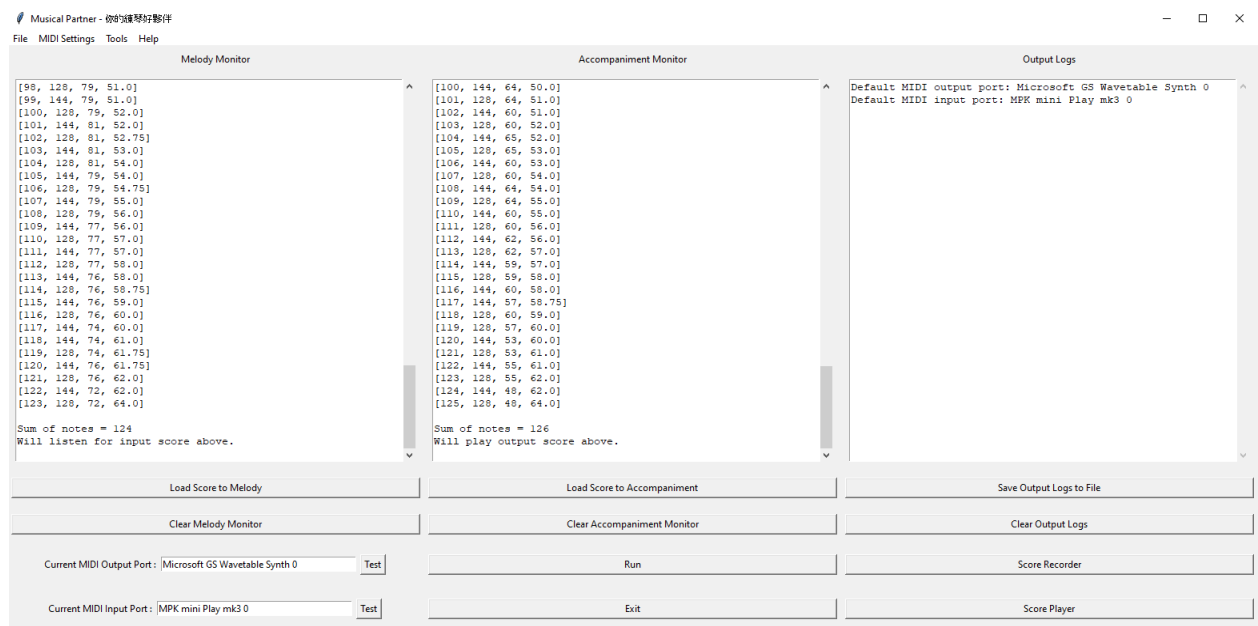 Musical Partner - 你的練琴好夥伴
File MIDI Settings Tools Help
Melody Monitor
[98, 128, 79, 51.0]
[99, 144, 79, 51.0]
[100, 128, 79, 52.0]
[101, 144, 81, 52.0]
[102, 128, 81, 52.75]
[103, 144, 81, 53.0]
[104, 128, 81, 54.0]
[105, 144, 79, 54.0]
[106, 128, 79, 54.75]
[107, 144, 79, 55.0]
[108, 128, 79, 56.0]
[109, 144, 77, 56.0]
[110, 128, 77, 57.0]
[111, 144, 77, 57.0]
[112, 128, 77, 58.0]
[113, 144, 76, 58.0]
[114, 128, 76, 58.75]
[115, 144, 76, 59.0]
[116, 128, 76, 60.0]
[117, 144, 74, 60.0]
[118, 144, 74, 61.0]
[119, 128, 74, 61.75]
[120, 144, 76, 61.75]
[121, 128, 76, 62.0]
[122, 144, 72, 62.0]
[123, 128, 72, 64.0]
Sum of notes = 124
Will listen for input score above.
Accompaniment Monitor
[100, 144, 64, 50.0]
[101, 128, 64, 51.0]
[102, 144, 60, 51.0]
[103, 128, 60, 52.0]
[104, 144, 65, 52.0]
[105, 128, 65, 53.0]
[106, 144, 60, 53.0]
[107, 128, 60, 54.0]
[108, 144, 64, 54.0]
[109, 128, 64, 55.0]
[110, 144, 60, 55.0]
[111, 128, 60, 56.0]
[112, 144, 62, 56.0]
[113, 128, 62, 57.0]
[114, 144, 59, 57.0]
[115, 128, 59, 58.0]
[116, 144, 60, 58.0]
[117, 144, 57, 58.75]
[118, 128, 60, 59.0]
[119, 128, 57, 60.0]
[120, 144, 53, 60.0]
[121, 128, 53, 61.0]
[122, 144, 55, 61.0]
[123, 128, 55, 62.0]
[124, 144, 48, 62.0]
[125, 128, 48, 64.0]
Sum of notes = 126
Will play output score above.
Output Logs
Default MIDI output port: Microsoft GS Wavetable Synth 0
Default MIDI input port: MPK mini Play mk3 0
Load Score to Melody
Load Score to Accompaniment
Save Output Logs to File
Clear Melody Monitor
Clear Accompaniment Monitor
Clear Output Logs
Current MIDI Output Port : Microsoft GS Wavetable Synth 0 Test
Run
Score Recorder
Current MIDI Input Port : MPK mini Play mk3 0 Test
Exit
Score Player